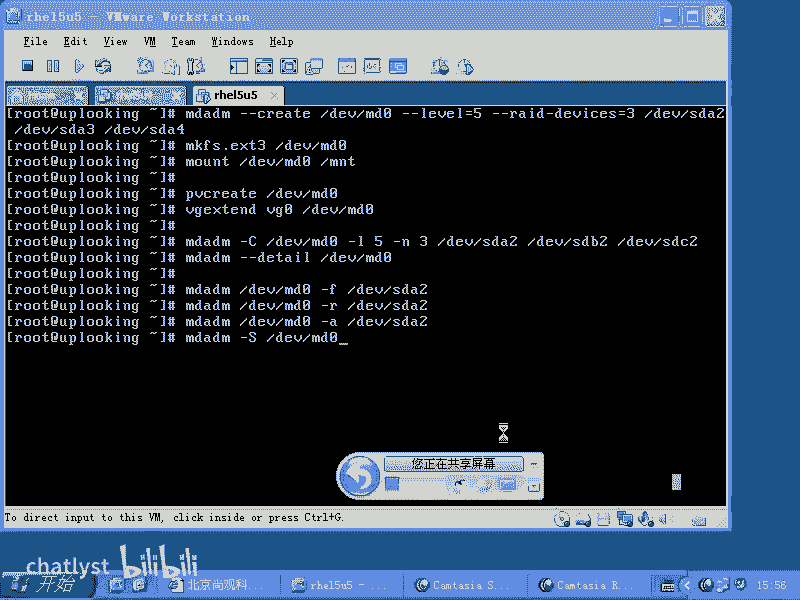 rhel5u5 - VMware Workstation
File Edit View VM Team Windows Help
rhel5u5
[root@uplooking ~]# mdadm --create /dev/md0 --level=5 --raid-devices=3 /dev/sda2
/dev/sda3 /dev/sda4
[root@uplooking ~]# mkfs.ext3 /dev/md0
[root@uplooking ~]# mount /dev/md0 /mnt
[root@uplooking ~]#
[root@uplooking ~]# pvcreate /dev/md0
[root@uplooking ~]# vgextend vg0 /dev/md0
[root@uplooking ~]#
[root@uplooking ~]# mdadm -C /dev/md0 -l 5 -n 3 /dev/sda2 /dev/sdb2 /dev/sdc2
[root@uplooking ~]# mdadm --detail /dev/md0
[root@uplooking ~]#
[root@uplooking ~]# mdadm /dev/md0 -f /dev/sda2
[root@uplooking ~]# mdadm /dev/md0 -r /dev/sda2
[root@uplooking ~]# mdadm /dev/md0 -a /dev/sda2
[root@uplooking ~]# mdadm -S /dev/md0_
您正在共享屏幕
To direct input to this VM, click inside or press Ctrl+G.
chatlyst bilibili
开始 北京尚观科... rhel5u5 - ... Camtasia S... Camtasia R... 15:56